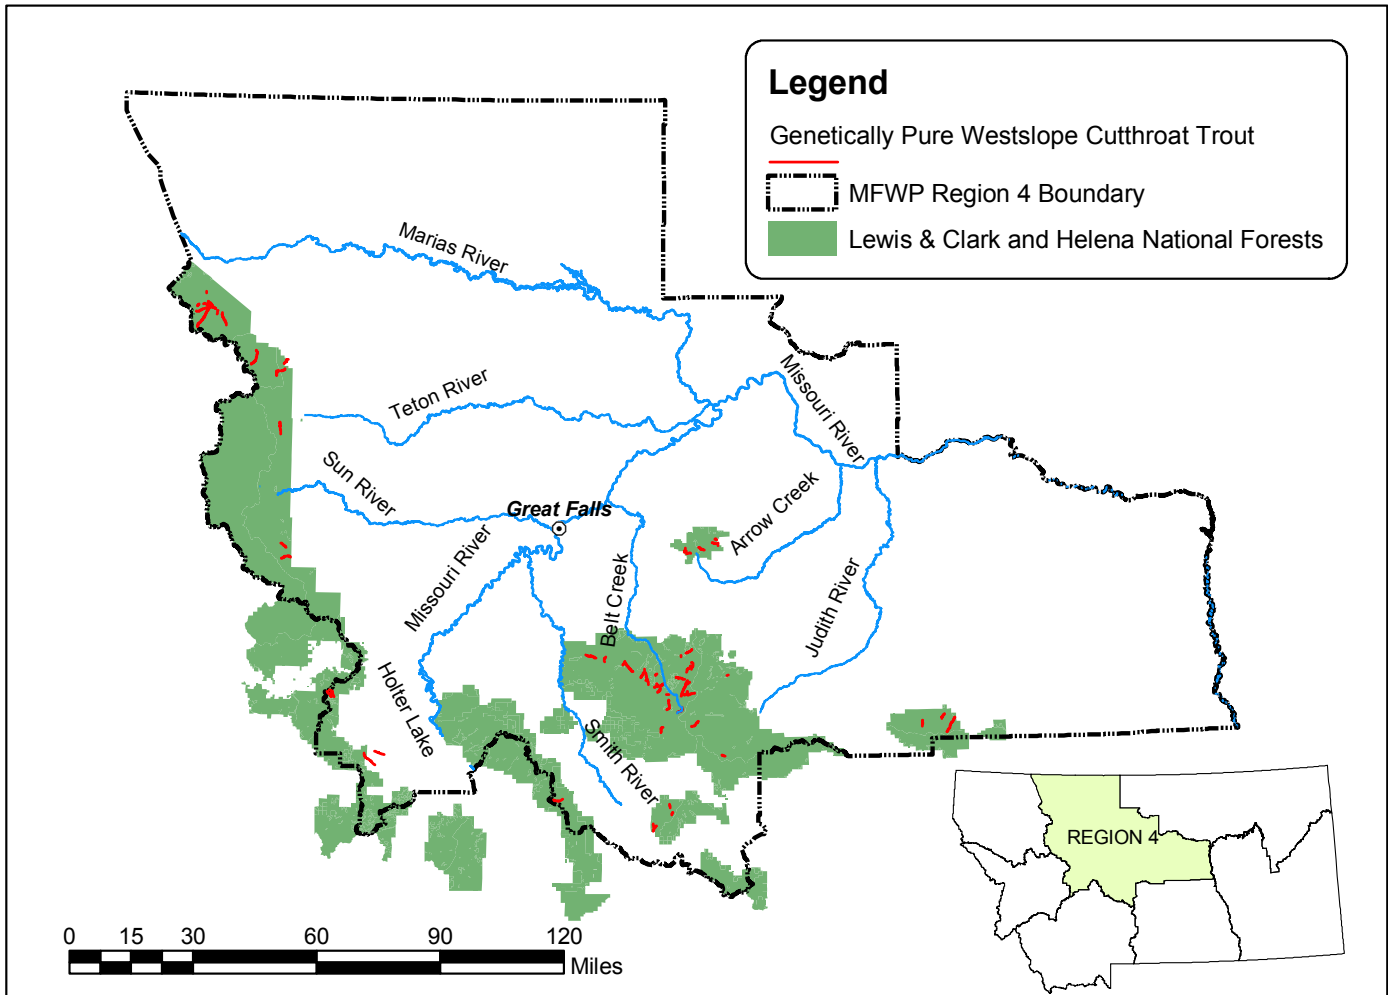 Legend
Genetically Pure Westslope Cutthroat Trout
MFWP Region 4 Boundary
Lewis & Clark and Helena National Forests
Marias River
Teton River
Missouri River
Sun River
Great Falls
Arrow Creek
Missouri River
Belt Creek
Judith River
Holter Lake
Smith River
REGION 4
0 15 30 60 90 120
Miles